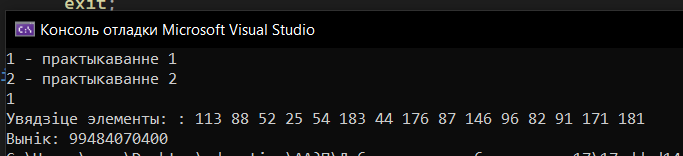 exit;
Консоль отладки Microsoft Visual Studio
1 - практыкаванне 1
2 - практыкаванне 2
1
Увядзіце элементы: : 113 88 52 25 54 183 44 176 87 146 96 82 91 171 181
Вынік: 99484070400